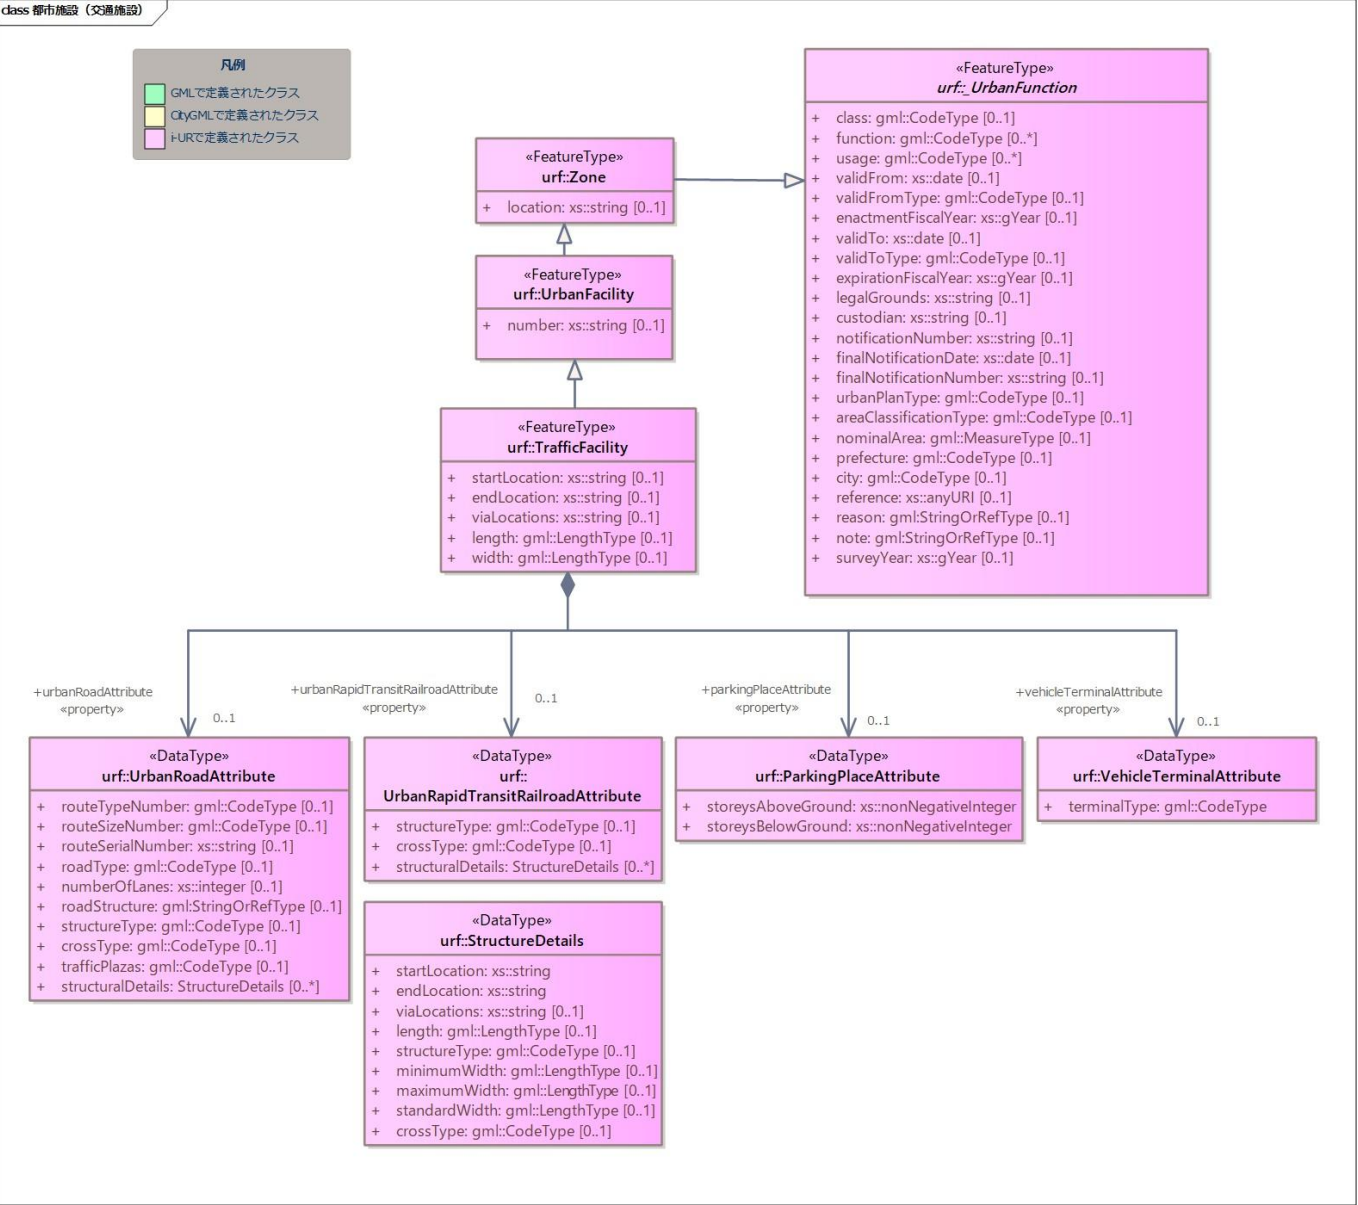 class 都市施設（交通施設）
凡例
GMLで定義されたクラス
CityGMLで定義されたクラス
i-URで定義されたクラス
«FeatureType»
urf::_UrbanFunction
+ class: gml::CodeType [0..1]
+ function: gml::CodeType [0..*]
+ usage: gml::CodeType [0..*]
+ validFrom: xs::date [0..1]
+ validFromType: gml::CodeType [0..1]
+ enactmentFiscalYear: xs::gYear [0..1]
+ validTo: xs::date [0..1]
+ validToType: gml::CodeType [0..1]
+ expirationFiscalYear: xs::gYear [0..1]
+ legalGrounds: xs::string [0..1]
+ custodian: xs::string [0..1]
+ notificationNumber: xs::string [0..1]
+ finalNotificationDate: xs::date [0..1]
+ finalNotificationNumber: xs::string [0..1]
+ urbanPlanType: gml::CodeType [0..1]
+ areaClassificationType: gml::CodeType [0..1]
+ nominalArea: gml::MeasureType [0..1]
+ prefecture: gml::CodeType [0..1]
+ city: gml::CodeType [0..1]
+ reference: xs::anyURI [0..1]
+ reason: gml:StringOrRefType [0..1]
+ note: gml:StringOrRefType [0..1]
+ surveyYear: xs::gYear [0..1]
«FeatureType»
urf::Zone
+ location: xs::string [0..1]
«FeatureType»
urf::UrbanFacility
+ number: xs::string [0..1]
«FeatureType»
urf::TrafficFacility
+ startLocation: xs::string [0..1]
+ endLocation: xs::string [0..1]
+ viaLocations: xs::string [0..1]
+ length: gml::LengthType [0..1]
+ width: gml::LengthType [0..1]
+urbanRoadAttribute
«property»
0..1
+urbanRapidTransitRailroadAttribute
«property»
0..1
+parkingPlaceAttribute
«property»
0..1
+vehicleTerminalAttribute
«property»
0..1
«DataType»
urf::UrbanRoadAttribute
+ routeTypeNumber: gml::CodeType [0..1]
+ routeSizeNumber: gml::CodeType [0..1]
+ routeSerialNumber: xs::string [0..1]
+ roadType: gml::CodeType [0..1]
+ numberOfLanes: xs::integer [0..1]
+ roadStructure: gml:StringOrRefType [0..1]
+ structureType: gml::CodeType [0..1]
+ crossType: gml::CodeType [0..1]
+ trafficPlazas: gml::CodeType [0..1]
+ structuralDetails: StructureDetails [0..*]
«DataType»
urf::
UrbanRapidTransitRailroadAttribute
+ structureType: gml::CodeType [0..1]
+ crossType: gml::CodeType [0..1]
+ structuralDetails: StructureDetails [0..*]
«DataType»
urf::ParkingPlaceAttribute
+ storeysAboveGround: xs::nonNegativeInteger
+ storeysBelowGround: xs::nonNegativeInteger
«DataType»
urf::VehicleTerminalAttribute
+ terminalType: gml::CodeType
«DataType»
urf::StructureDetails
+ startLocation: xs::string
+ endLocation: xs::string
+ viaLocations: xs::string [0..1]
+ length: gml::LengthType [0..1]
+ structureType: gml::CodeType [0..1]
+ minimumWidth: gml::LengthType [0..1]
+ maximumWidth: gml::LengthType [0..1]
+ standardWidth: gml::LengthType [0..1]
+ crossType: gml::CodeType [0..1]